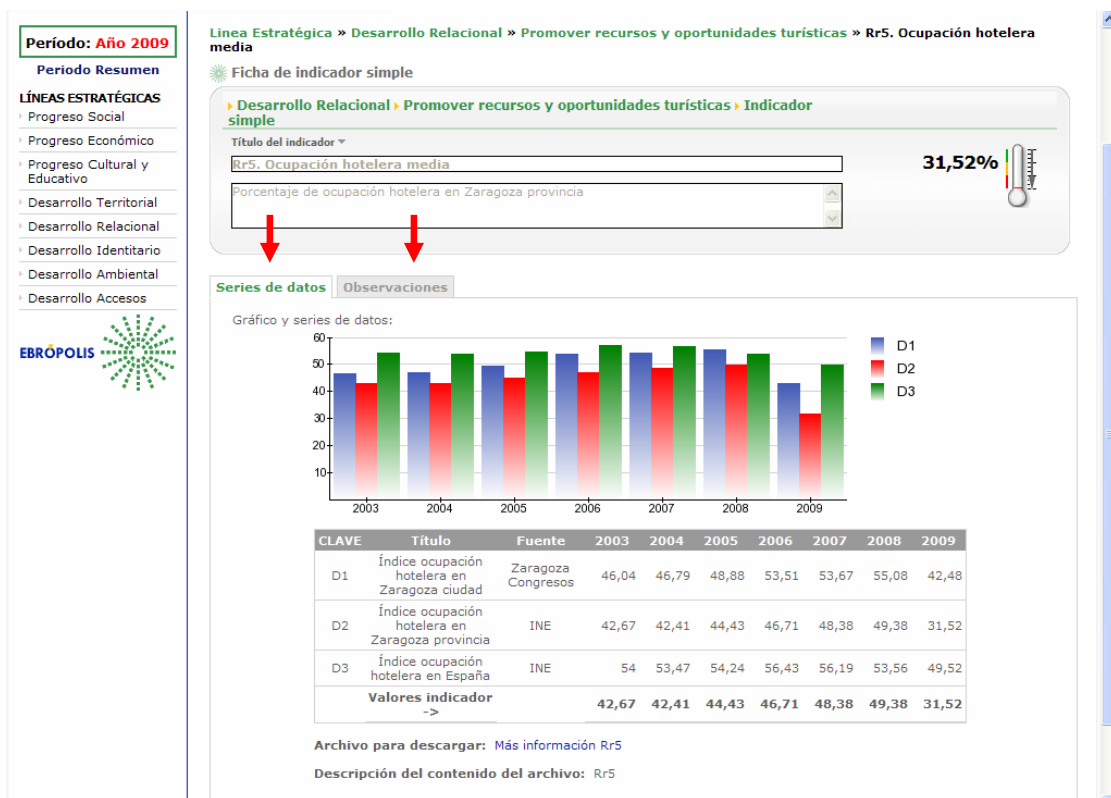 Período: Año 2009
Periodo Resumen
LÍNEAS ESTRATÉGICAS
Progreso Social
Progreso Económico
Progreso Cultural y
Educativo
Desarrollo Territorial
Desarrollo Relacional
Desarrollo Identitario
Desarrollo Ambiental
Desarrollo Accesos
EBRÓPOLIS
Linea Estratégica » Desarrollo Relacional » Promover recursos y oportunidades turísticas » Rr5. Ocupación hotelera
media
Ficha de indicador simple
Desarrollo Relacional Promover recursos y oportunidades turísticas Indicador
simple
Título del indicador
Rr5. Ocupación hotelera media
Porcentaje de ocupación hotelera en Zaragoza provincia
31,52%
Series de datos Observaciones
Gráfico y series de datos:
60
50
40
30
20
10
2003 2004 2005 2006 2007 2008 2009
D1
D2
D3
CLAVE Título Fuente 2003 2004 2005 2006 2007 2008 2009
Índice ocupación
hotelera en
Zaragoza ciudad
D1 Zaragoza
Congresos 46,04 46,79 48,88 53,51 53,67 55,08 42,48
Índice ocupación
hotelera en
Zaragoza provincia
D2 INE 42,67 42,41 44,43 46,71 48,38 49,38 31,52
Índice ocupación
hotelera en España
D3 INE 54 53,47 54,24 56,43 56,19 53,56 49,52
Valores indicador
->
42,67 42,41 44,43 46,71 48,38 49,38 31,52
Archivo para descargar: Más información Rr5
Descripción del contenido del archivo: Rr5